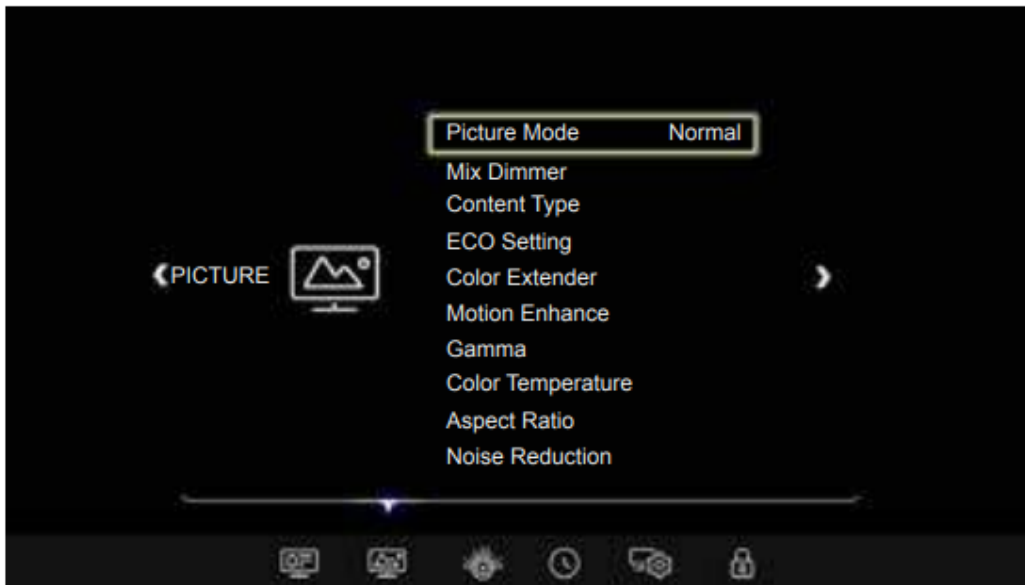 Picture Mode Normal
Mix Dimmer
Content Type
ECO Setting
PICTURE
Color Extender
Motion Enhance
Gamma
Color Temperature
Aspect Ratio
Noise Reduction